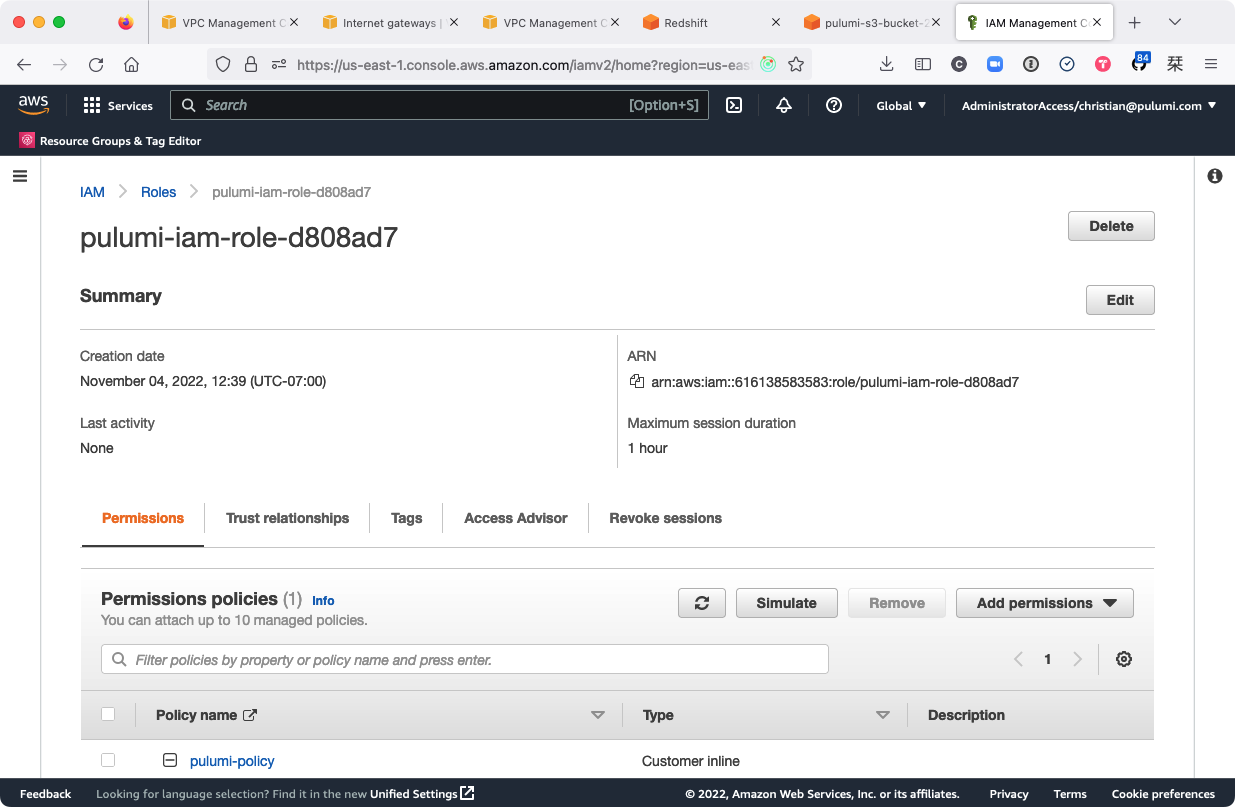 VPC Management C
Internet gateways |
VPC Management C
Redshift
pulumi-s3-bucket-2
IAM Management Co
https://us-east-1.console.aws.amazon.com/iamv2/home?region=us-eas
C
84
栞
aws
Services
Search
[Option+S]
Global
AdministratorAccess/christian@pulumi.com
Resource Groups & Tag Editor
IAM
Roles
pulumi-iam-role-d808ad7
pulumi-iam-role-d808ad7
Delete
Summary
Edit
Creation date
November 04, 2022, 12:39 (UTC-07:00)
ARN
arn:aws:iam::616138583583:role/pulumi-iam-role-d808ad7
Last activity
None
Maximum session duration
1 hour
Permissions
Trust relationships
Tags
Access Advisor
Revoke sessions
Permissions policies (1) Info
You can attach up to 10 managed policies.
Simulate
Remove
Add permissions
Filter policies by property or policy name and press enter.
1
Policy name
Type
Description
pulumi-policy
Customer inline
Feedback
Looking for language selection? Find it in the new Unified Settings
© 2022, Amazon Web Services, Inc. or its affiliates.
Privacy
Terms
Cookie preferences